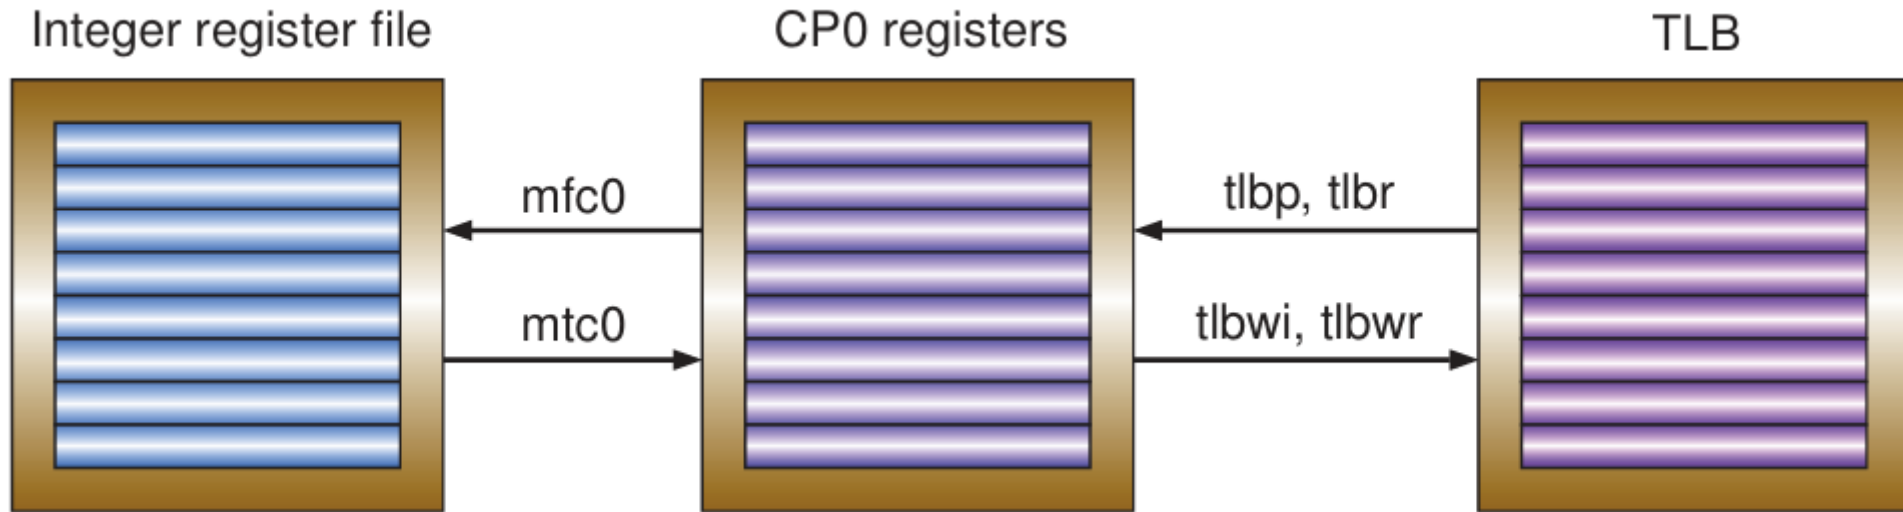 Integer register file
CP0 registers
TLB
mfc0
tlbp, tlbr
mtc0
tlbwi, tlbwr